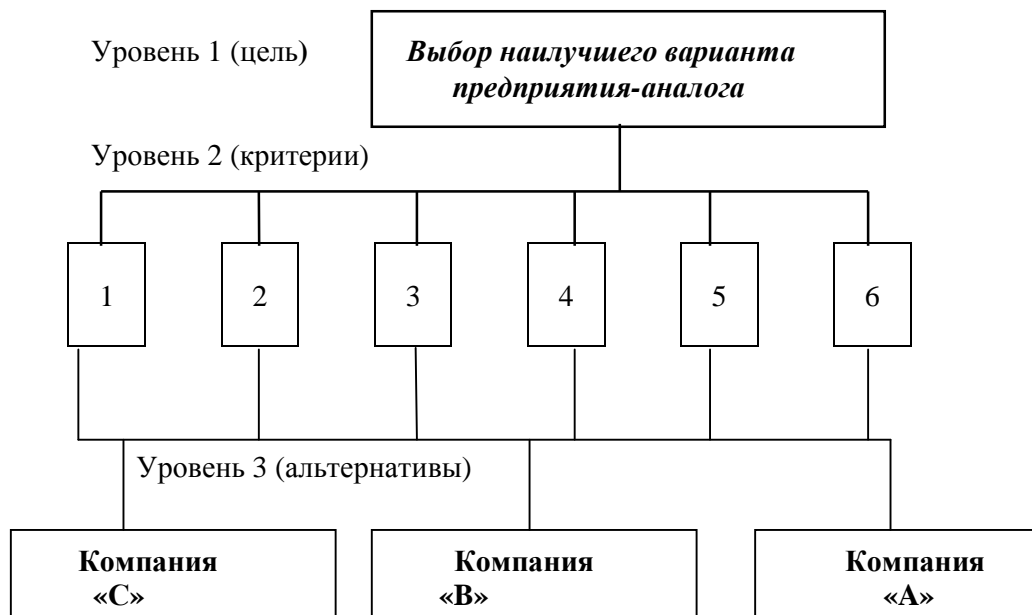 Уровень 1 (цель)
Выбор наилучшего варианта
предприятия-аналога
Уровень 2 (критерии)
1 2 3 4 5 6
Уровень 3 (альтернативы)
Компания Компания Компания
«С» «В» «А»